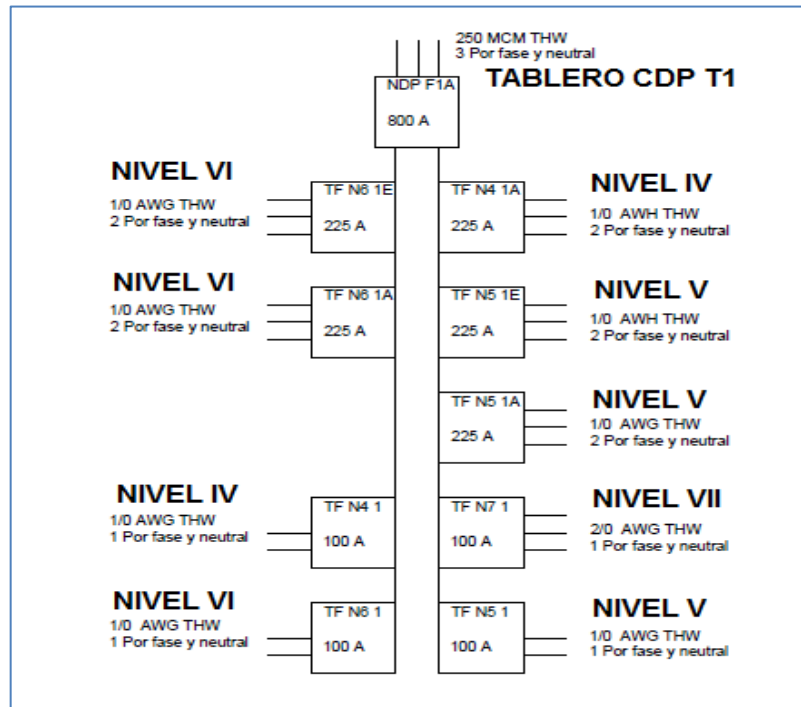 250 MCM THW
3 Por fase y neutral
TABLERO CDP T1
NDP F1A
800 A
NIVEL VI
1/0 AWG THW
2 Por fase y neutral
TF N6 1E
225 A
TF N4 1A
225 A
NIVEL IV
1/0 AWH THW
2 Por fase y neutral
NIVEL VI
1/0 AWG THW
2 Por fase y neutral
TF N6 1A
225 A
TF N5 1E
225 A
NIVEL V
1/0 AWH THW
2 Por fase y neutral
TF N5 1A
225 A
NIVEL V
1/0 AWG THW
2 Por fase y neutral
NIVEL IV
1/0 AWG THW
1 Por fase y neutral
TF N4 1
100 A
TF N7 1
100 A
NIVEL VII
2/0 AWG THW
1 Por fase y neutral
NIVEL VI
1/0 AWG THW
1 Por fase y neutral
TF N6 1
100 A
TF N5 1
100 A
NIVEL V
1/0 AWG THW
1 Por fase y neutral